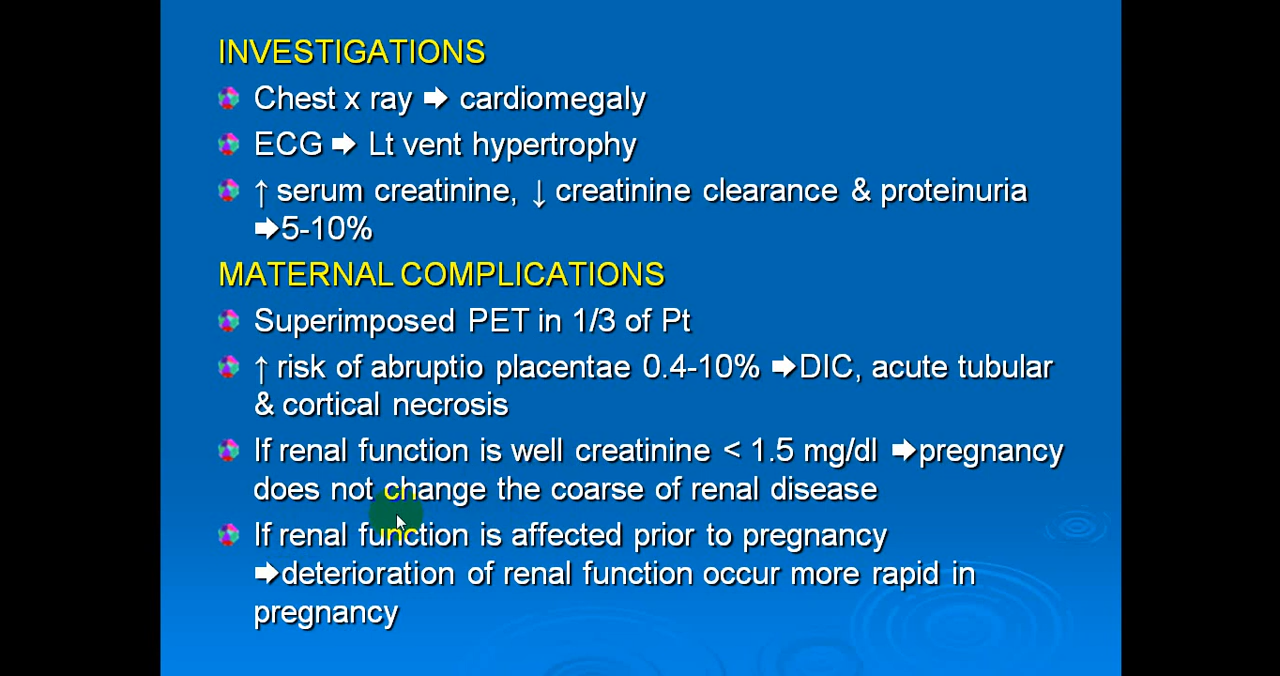 INVESTIGATIONS
Chest x ray ➡ cardiomegaly
ECG ➡ Lt vent hypertrophy
↑ serum creatinine, ↓ creatinine clearance & proteinuria
➡5-10%
MATERNAL COMPLICATIONS
Superimposed PET in 1/3 of Pt
↑ risk of abruptio placentae 0.4-10% ➡DIC, acute tubular
& cortical necrosis
If renal function is well creatinine < 1.5 mg/dl ➡pregnancy
does not change the coarse of renal disease
If renal function is affected prior to pregnancy
➡deterioration of renal function occur more rapid in
pregnancy